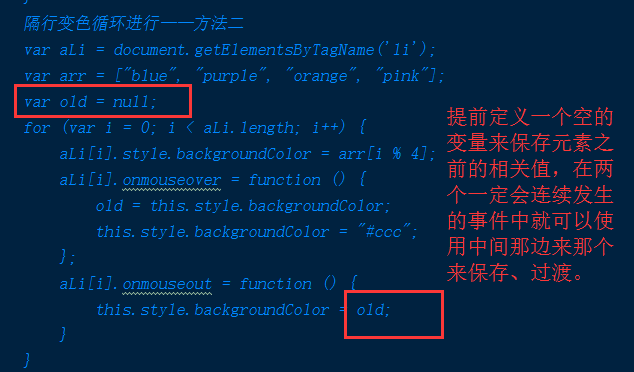 }
隔行变色循环进行——方法二
var aLi = document.getElementsByTagName('li');
var arr = ["blue", "purple", "orange", "pink"];
var old = null;
for (var i = 0; i < aLi.length; i++) {
aLi[i].style.backgroundColor = arr[i % 4];
aLi[i].onmouseover = function () {
old = this.style.backgroundColor;
this.style.backgroundColor = "#ccc";
};
aLi[i].onmouseout = function () {
this.style.backgroundColor = old;
}
}
提前定义一个空的
变量来保存元素之
前的相关值，在两
个一定会连续发生
的事件中就可以使
用中间那边来那个
来保存、过渡。